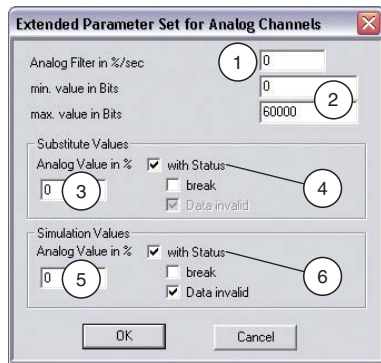 Extended Parameter Set for Analog Channels
Analog Filter in %/sec 1 0
min. value in Bits 0
2
max. value in Bits 60000
Substitute Values
Analog Value in % with Status
0 3 break 4
Data invalid
Simulation Values
Analog Value in % with Status
0 5 break 6
Data invalid
OK Cancel